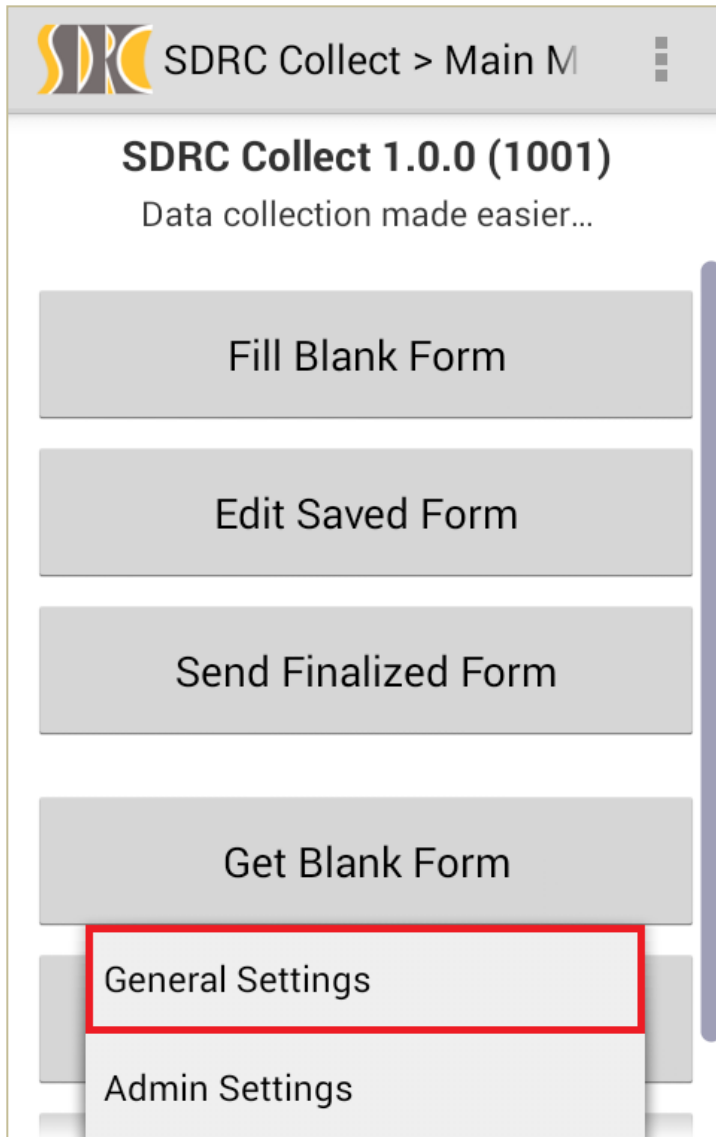 SDRC
SDRC Collect > Main M
SDRC Collect 1.0.0 (1001)
Data collection made easier...
Fill Blank Form
Edit Saved Form
Send Finalized Form
Get Blank Form
General Settings
Admin Settings